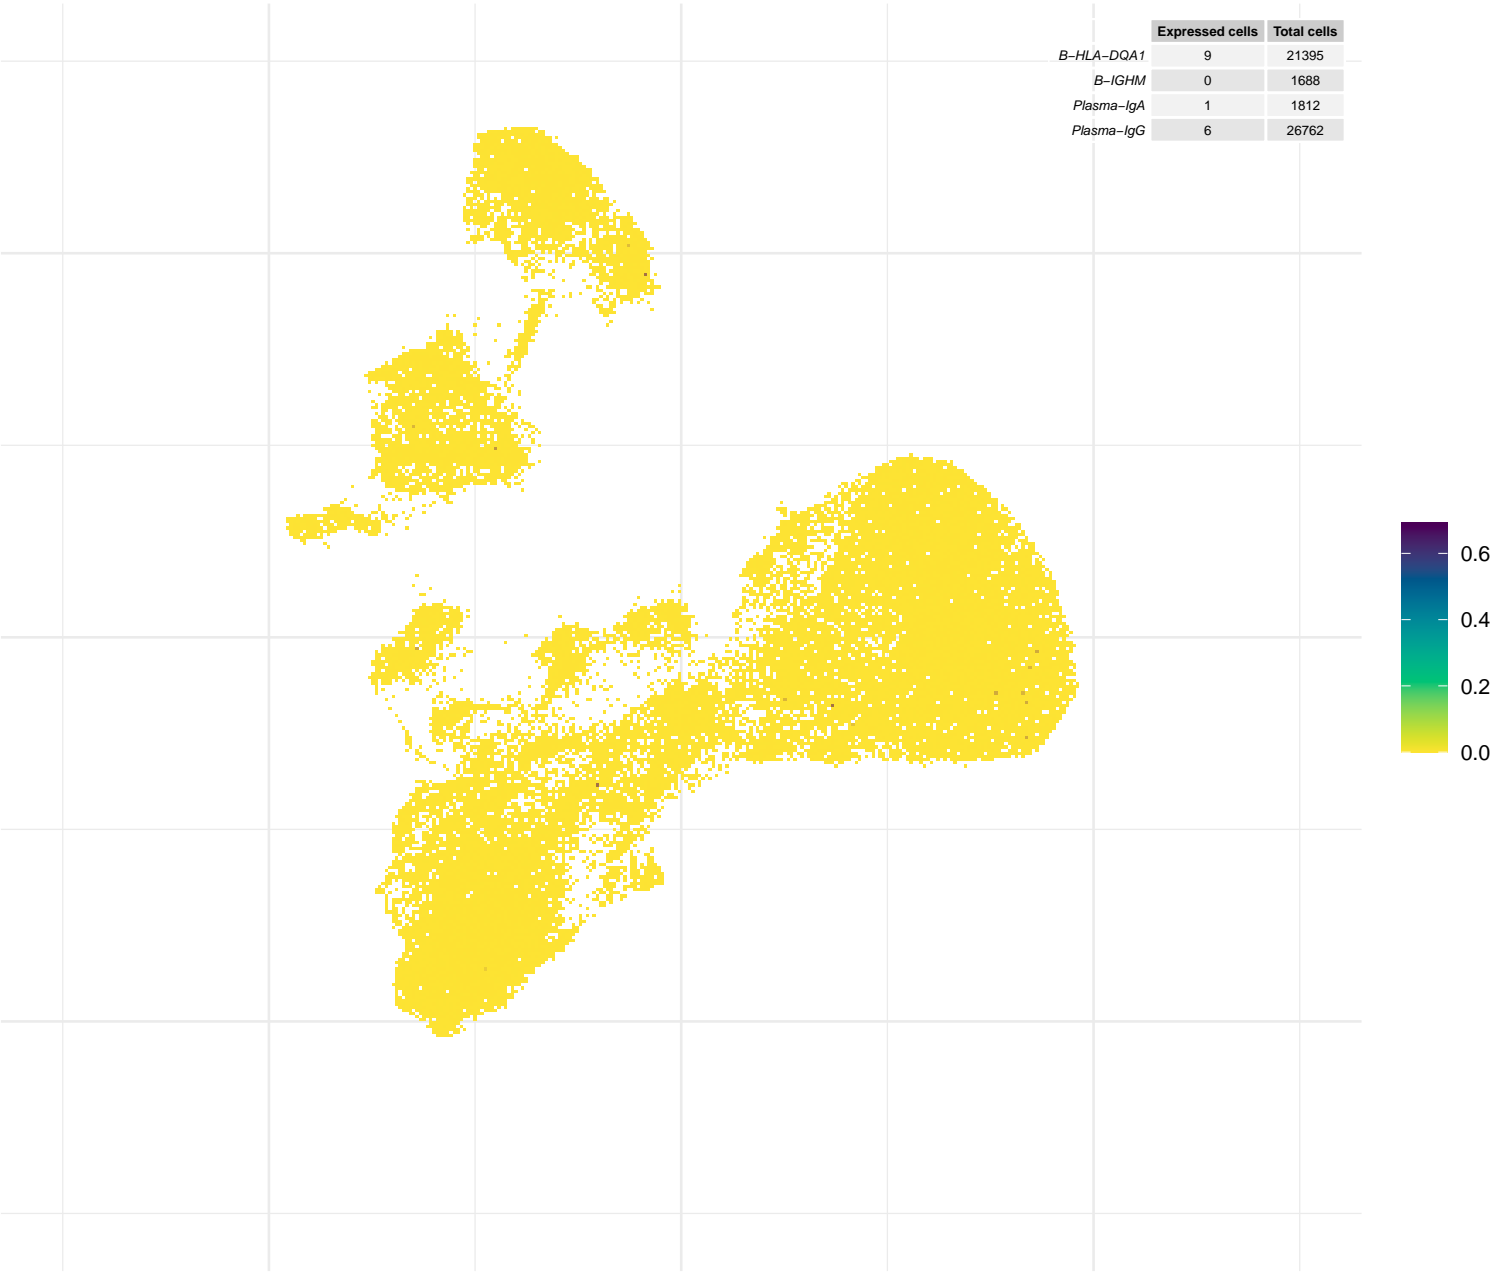 Expressed cells Total cells
B−HLA−DQA1 9 21395
B−IGHM 0 1688
Plasma−IgA 1 1812
Plasma−IgG 6 26762
0.6
0.4
0.2
0.0